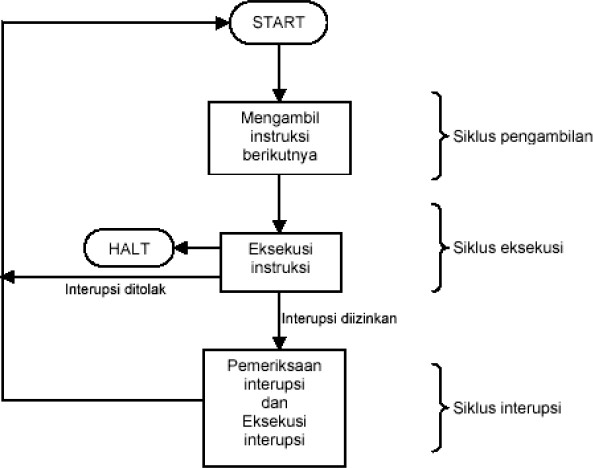 START
Mengambil
instruksi
berikutnya
Siklus pengambilan
HALT
Eksekusi
instruksi
Siklus eksekusi
Interupsi ditolak
Interupsi diizinkan
Pemeriksaan
interupsi
dan
Eksekusi
interupsi
Siklus interupsi